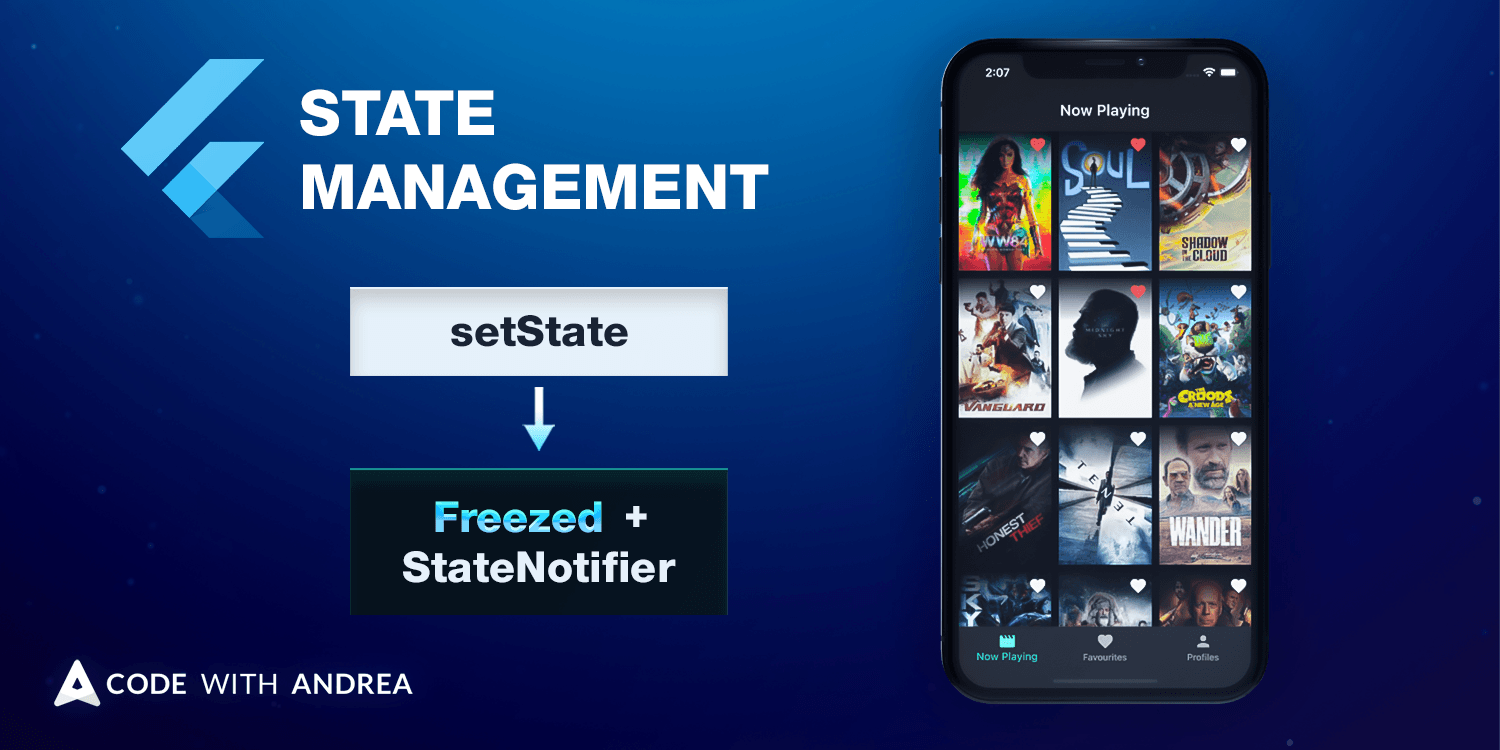 STATE
MANAGEMENT
setState
Freezed +
StateNotifier
CODE WITH ANDREA
2:07
Now Playing
WW84
SOUL
SHADOW
IN THE CLOUD
VANGUARD
MIDNIGHT
SKY
THE
CROODS
A NEW AGE
HONEST
THIEF
TENET
WANDER
SKY
Now Playing
Favourites
Profiles